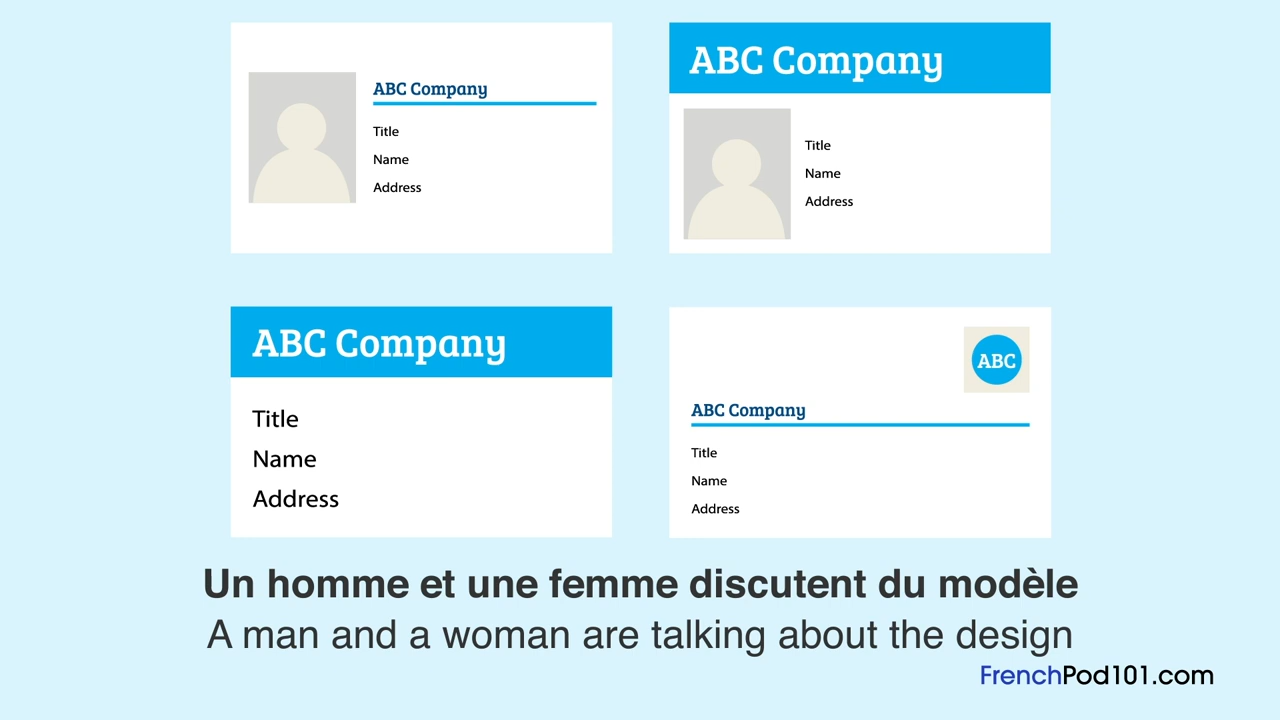 ABC Company
Title
Name
Address
ABC Company
Title
Name
Address
ABC Company
Title
Name
Address
ABC
ABC Company
Title
Name
Address
Un homme et une femme discutent du modèle
A man and a woman are talking about the design
FrenchPod101.com